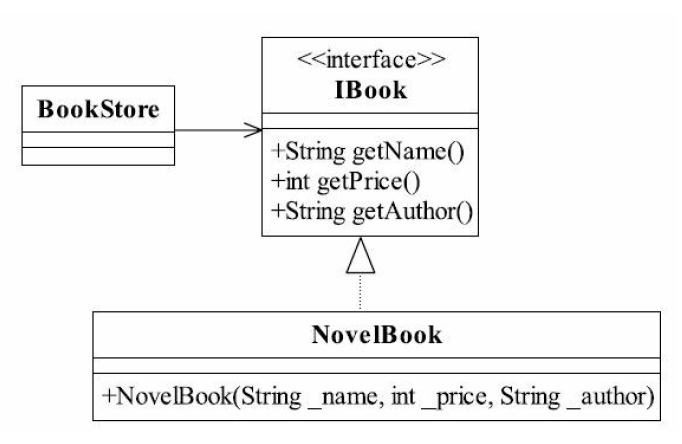 <<interface>>
IBook
BookStore
+String getName()
+int getPrice()
+String getAuthor()
NovelBook
+NovelBook(String _name, int _price, String _author)